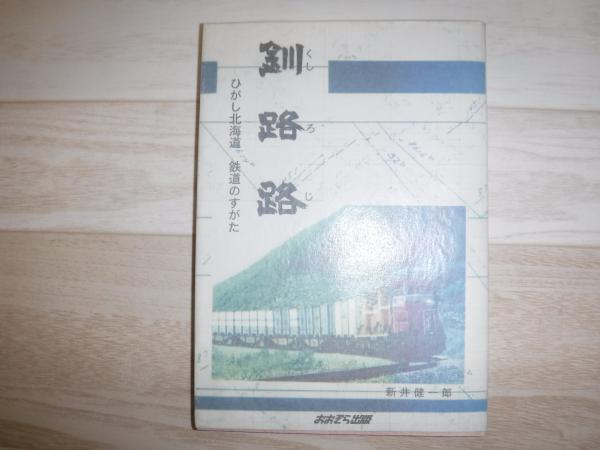 釧路路
くしろじ
ひがし北海道 鉄道のすがた
新井健一郎
おおぞら出版